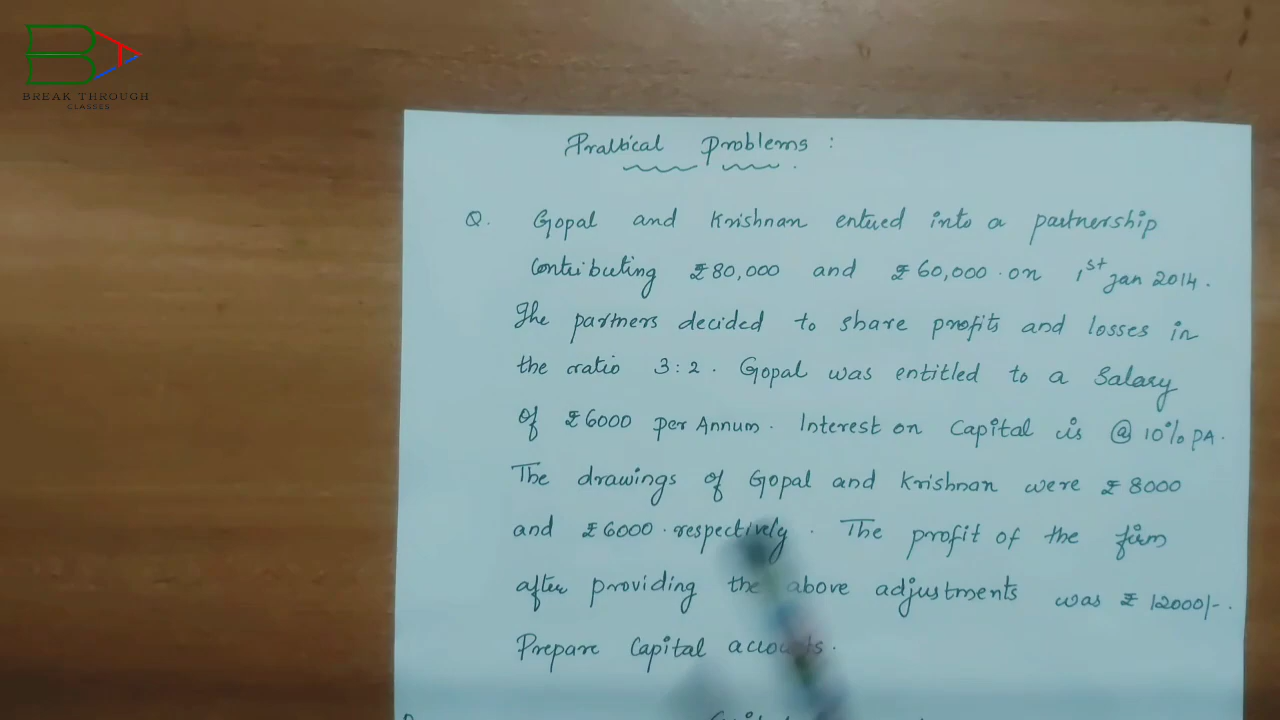 BREAK THROUGH
CLASSES
Practical Problems :
Q. Gopal and Krishnan entered into a partnership
Contributing ₹80,000 and ₹60,000 on 1st Jan 2014.
The partners decided to share profits and losses in
the ratio 3:2. Gopal was entitled to a Salary
of ₹6000 per Annum. Interest on Capital is @ 10% PA.
The drawings of Gopal and Krishnan were ₹8000
and ₹6000 respectively. The profit of the firm
after providing the above adjustments was ₹12000/-.
Prepare Capital accounts.